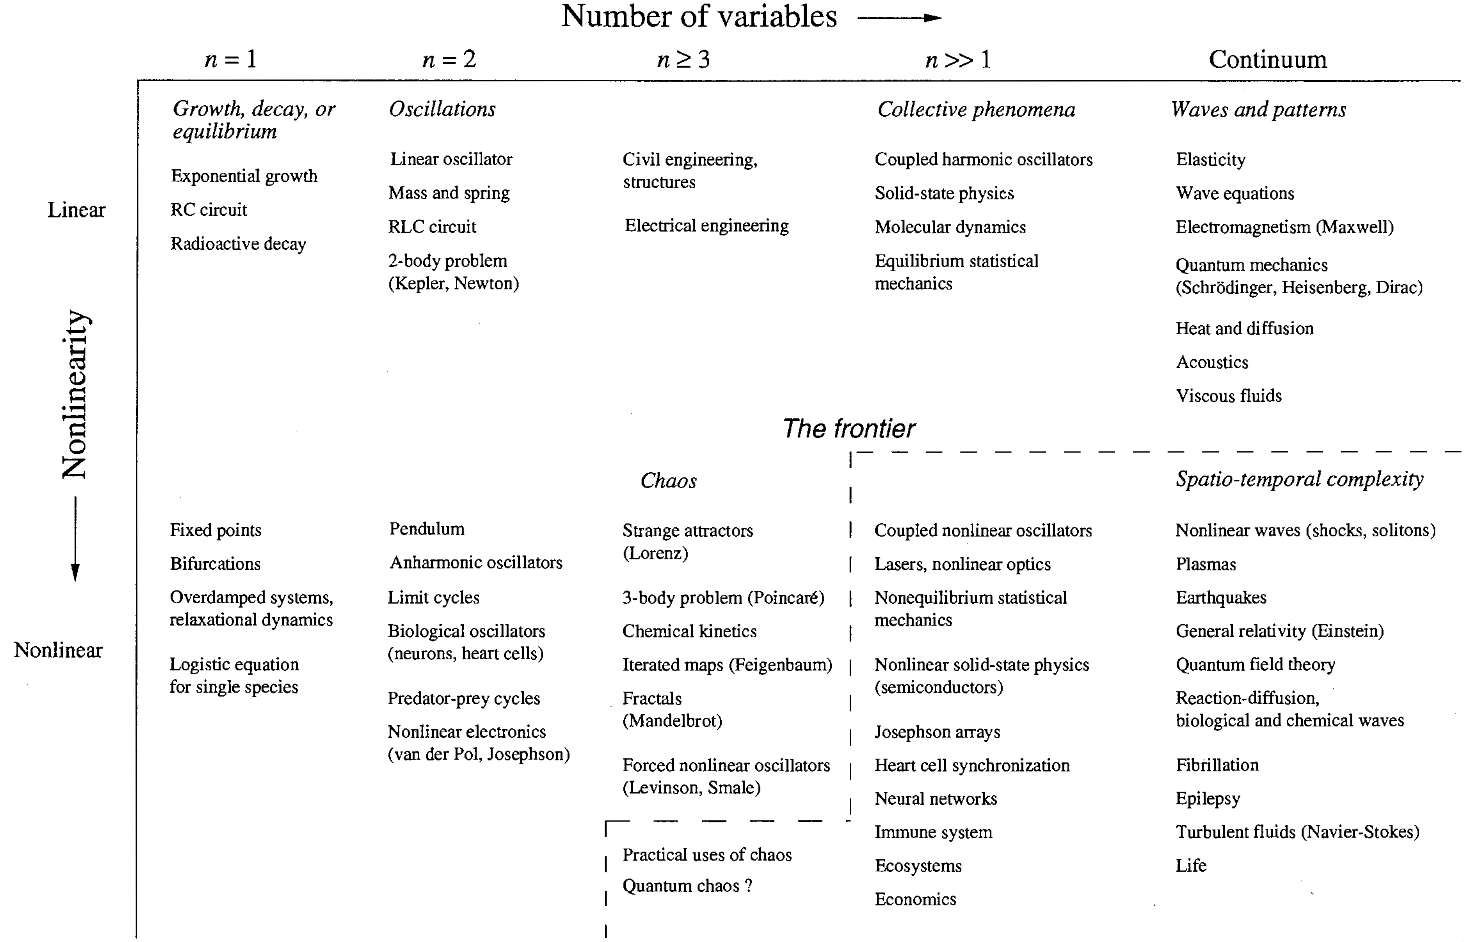 Number of variables
n = 1
n = 2
n ≥ 3
n >> 1
Continuum
Linear
Growth, decay, or
equilibrium
Exponential growth
RC circuit
Radioactive decay
Oscillations
Linear oscillator
Mass and spring
RLC circuit
2-body problem
(Kepler, Newton)
Civil engineering,
structures
Electrical engineering
Collective phenomena
Coupled harmonic oscillators
Solid-state physics
Molecular dynamics
Equilibrium statistical
mechanics
Waves and patterns
Elasticity
Wave equations
Electromagnetism (Maxwell)
Quantum mechanics
(Schrödinger, Heisenberg, Dirac)
Heat and diffusion
Acoustics
Viscous fluids
Nonlinearity
The frontier
Nonlinear
Fixed points
Bifurcations
Overdamped systems,
relaxational dynamics
Logistic equation
for single species
Pendulum
Anharmonic oscillators
Limit cycles
Biological oscillators
(neurons, heart cells)
Predator-prey cycles
Nonlinear electronics
(van der Pol, Josephson)
Chaos
Strange attractors
(Lorenz)
3-body problem (Poincaré)
Chemical kinetics
Iterated maps (Feigenbaum)
Fractals
(Mandelbrot)
Forced nonlinear oscillators
(Levinson, Smale)
Practical uses of chaos
Quantum chaos ?
Coupled nonlinear oscillators
Lasers, nonlinear optics
Nonequilibrium statistical
mechanics
Nonlinear solid-state physics
(semiconductors)
Josephson arrays
Heart cell synchronization
Neural networks
Immune system
Ecosystems
Economics
Spatio-temporal complexity
Nonlinear waves (shocks, solitons)
Plasmas
Earthquakes
General relativity (Einstein)
Quantum field theory
Reaction-diffusion,
biological and chemical waves
Fibrillation
Epilepsy
Turbulent fluids (Navier-Stokes)
Life